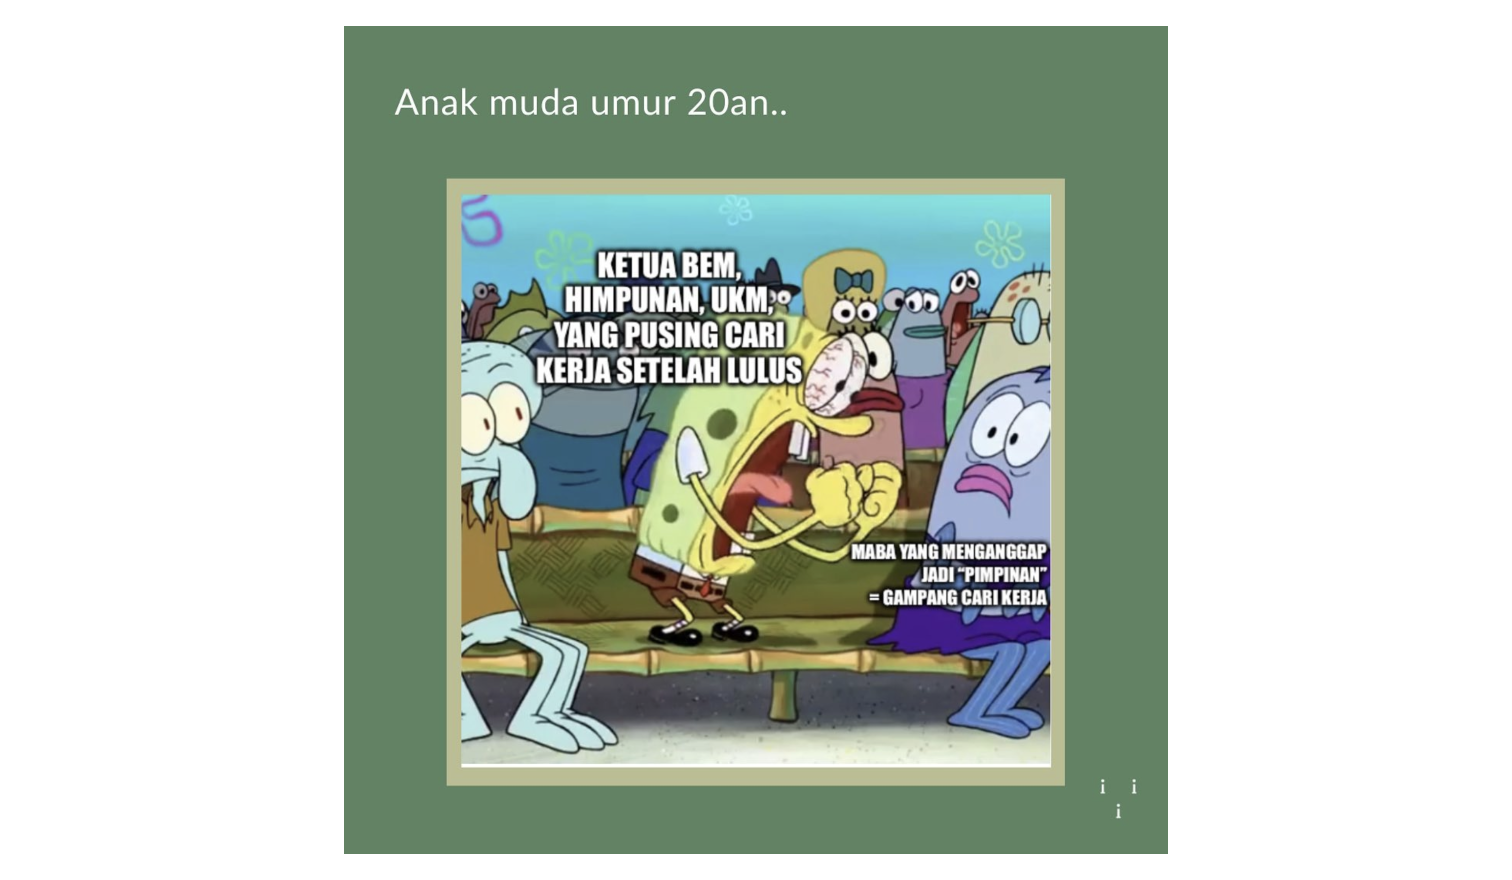 Anak muda umur 20an..
KETUA BEM,
HIMPUNAN, UKM,
YANG PUSING CARI
KERJA SETELAH LULUS
MABA YANG MENGANGGAP
JADI “PIMPINAN”
= GAMPANG CARI KERJA
i i
i